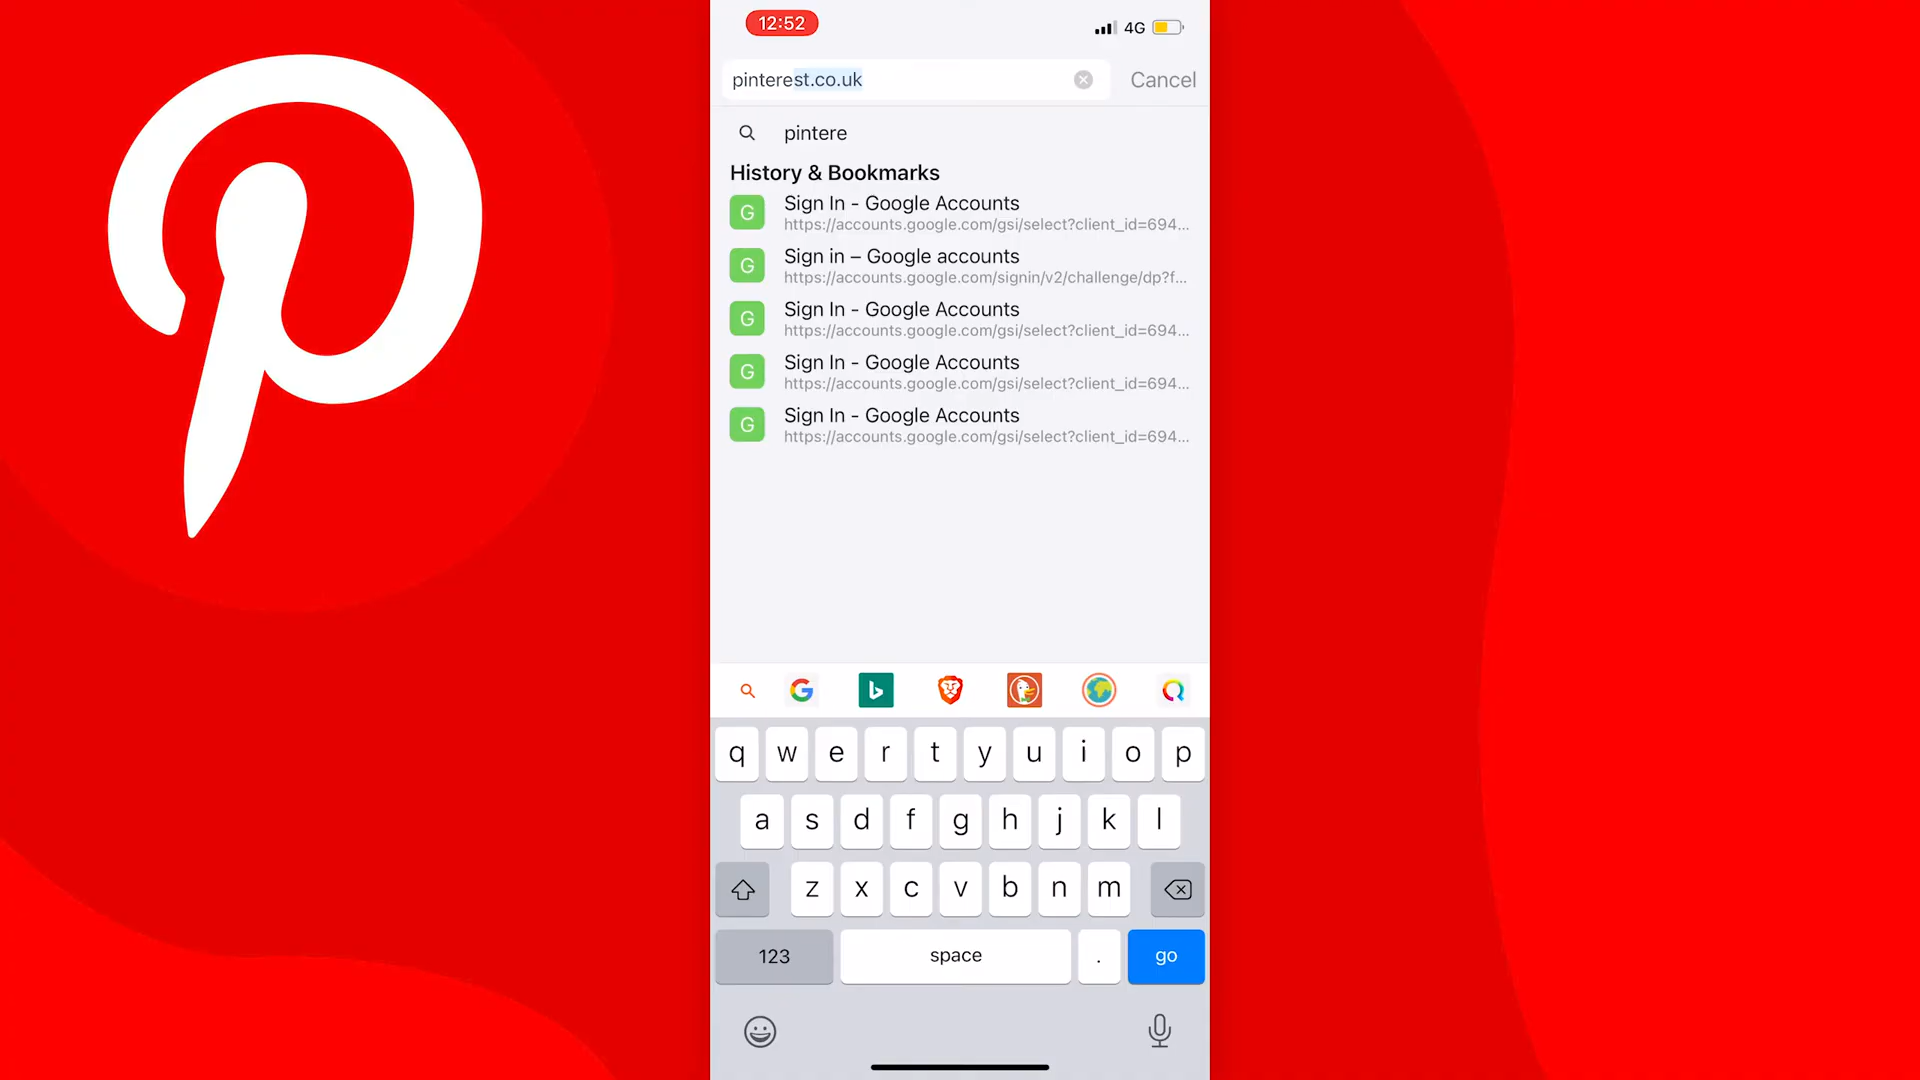 12:52
4G
pinterest.co.uk
Cancel
pintere
History & Bookmarks
G
Sign In - Google Accounts
https://accounts.google.com/gsi/select?client_id=694...
G
Sign in – Google accounts
https://accounts.google.com/signin/v2/challenge/dp?f...
G
Sign In - Google Accounts
https://accounts.google.com/gsi/select?client_id=694...
G
Sign In - Google Accounts
https://accounts.google.com/gsi/select?client_id=694...
G
Sign In - Google Accounts
https://accounts.google.com/gsi/select?client_id=694...
q w e r t y u i o p
a s d f g h j k l
z x c v b n m
123 space . go